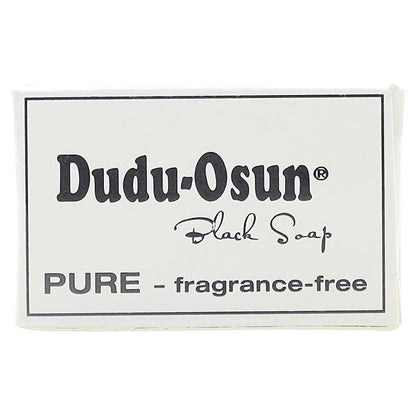 Dudu-Osun®
Black Soap
PURE - fragrance-free